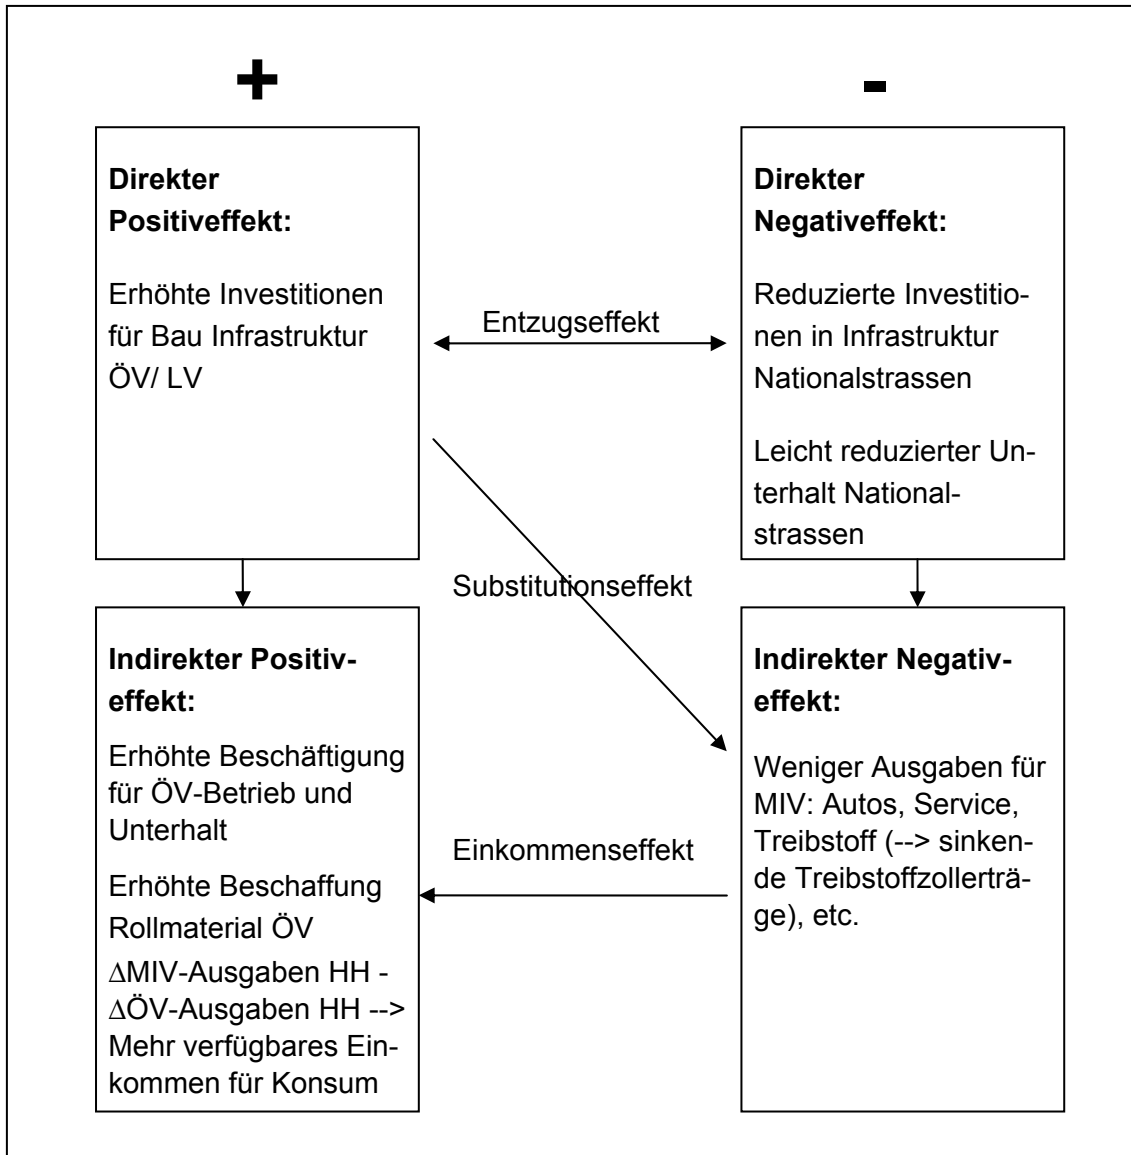 +
-
Direkter
Positiveffekt:
Erhöhte Investitionen
für Bau Infrastruktur
ÖV/ LV
Entzugseffekt
Direkter
Negativeffekt:
Reduzierte Investitio-
nen in Infrastruktur
Nationalstrassen
Leicht reduzierter Un-
terhalt National-
strassen
Substitutionseffekt
Indirekter Positiv-
effekt:
Erhöhte Beschäftigung
für ÖV-Betrieb und
Unterhalt
Erhöhte Beschaffung
Rollmaterial ÖV
∆MIV-Ausgaben HH -
∆ÖV-Ausgaben HH -->
Mehr verfügbares Ein-
kommen für Konsum
Einkommenseffekt
Indirekter Negativ-
effekt:
Weniger Ausgaben für
MIV: Autos, Service,
Treibstoff (--> sinken-
de Treibstoffzollerträ-
ge), etc.